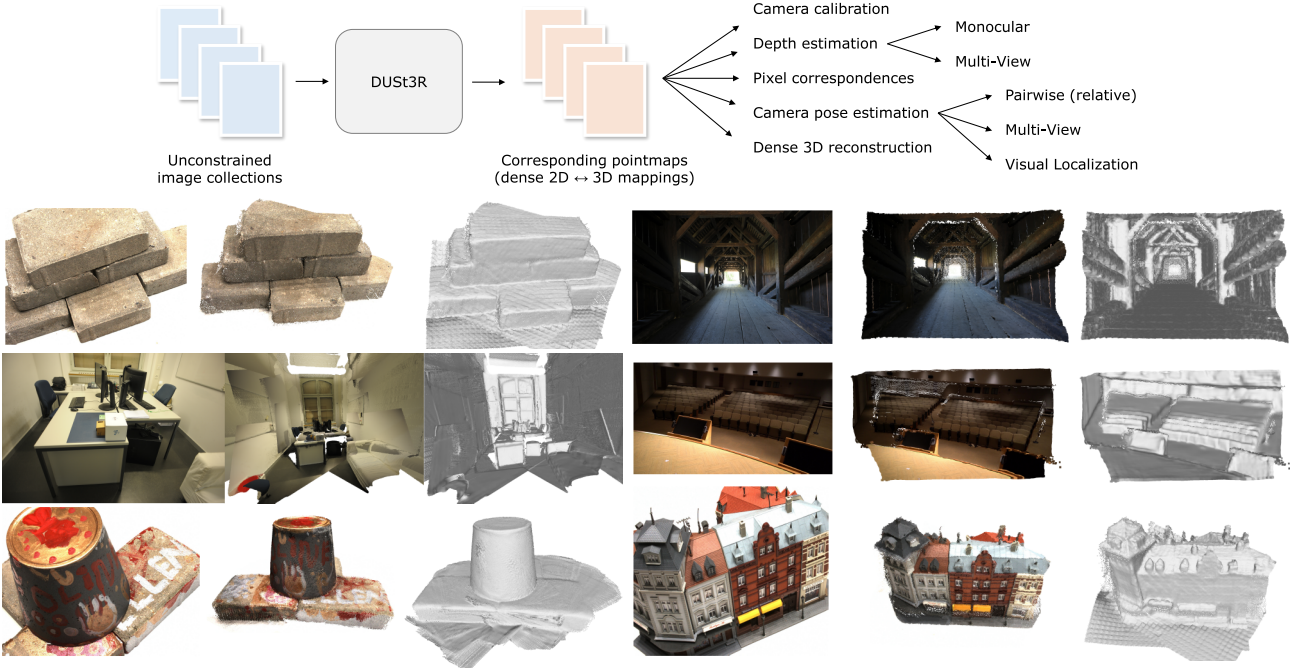 Camera calibration
Depth estimation
Monocular
Multi-View
DUSt3R
Pixel correspondences
Camera pose estimation
Pairwise (relative)
Multi-View
Visual Localization
Dense 3D reconstruction
Unconstrained
image collections
Corresponding pointmaps
(dense 2D ↔ 3D mappings)
LLEN